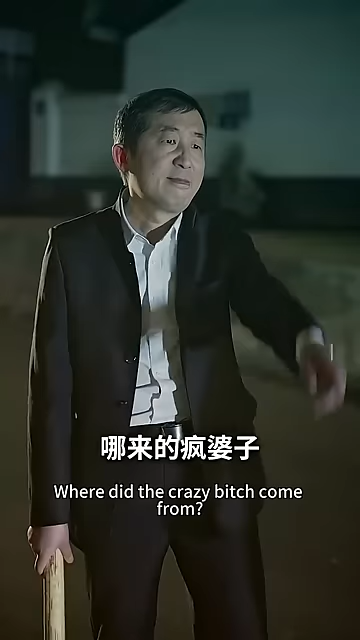 哪来的疯婆子
Where did the crazy bitch come
from?